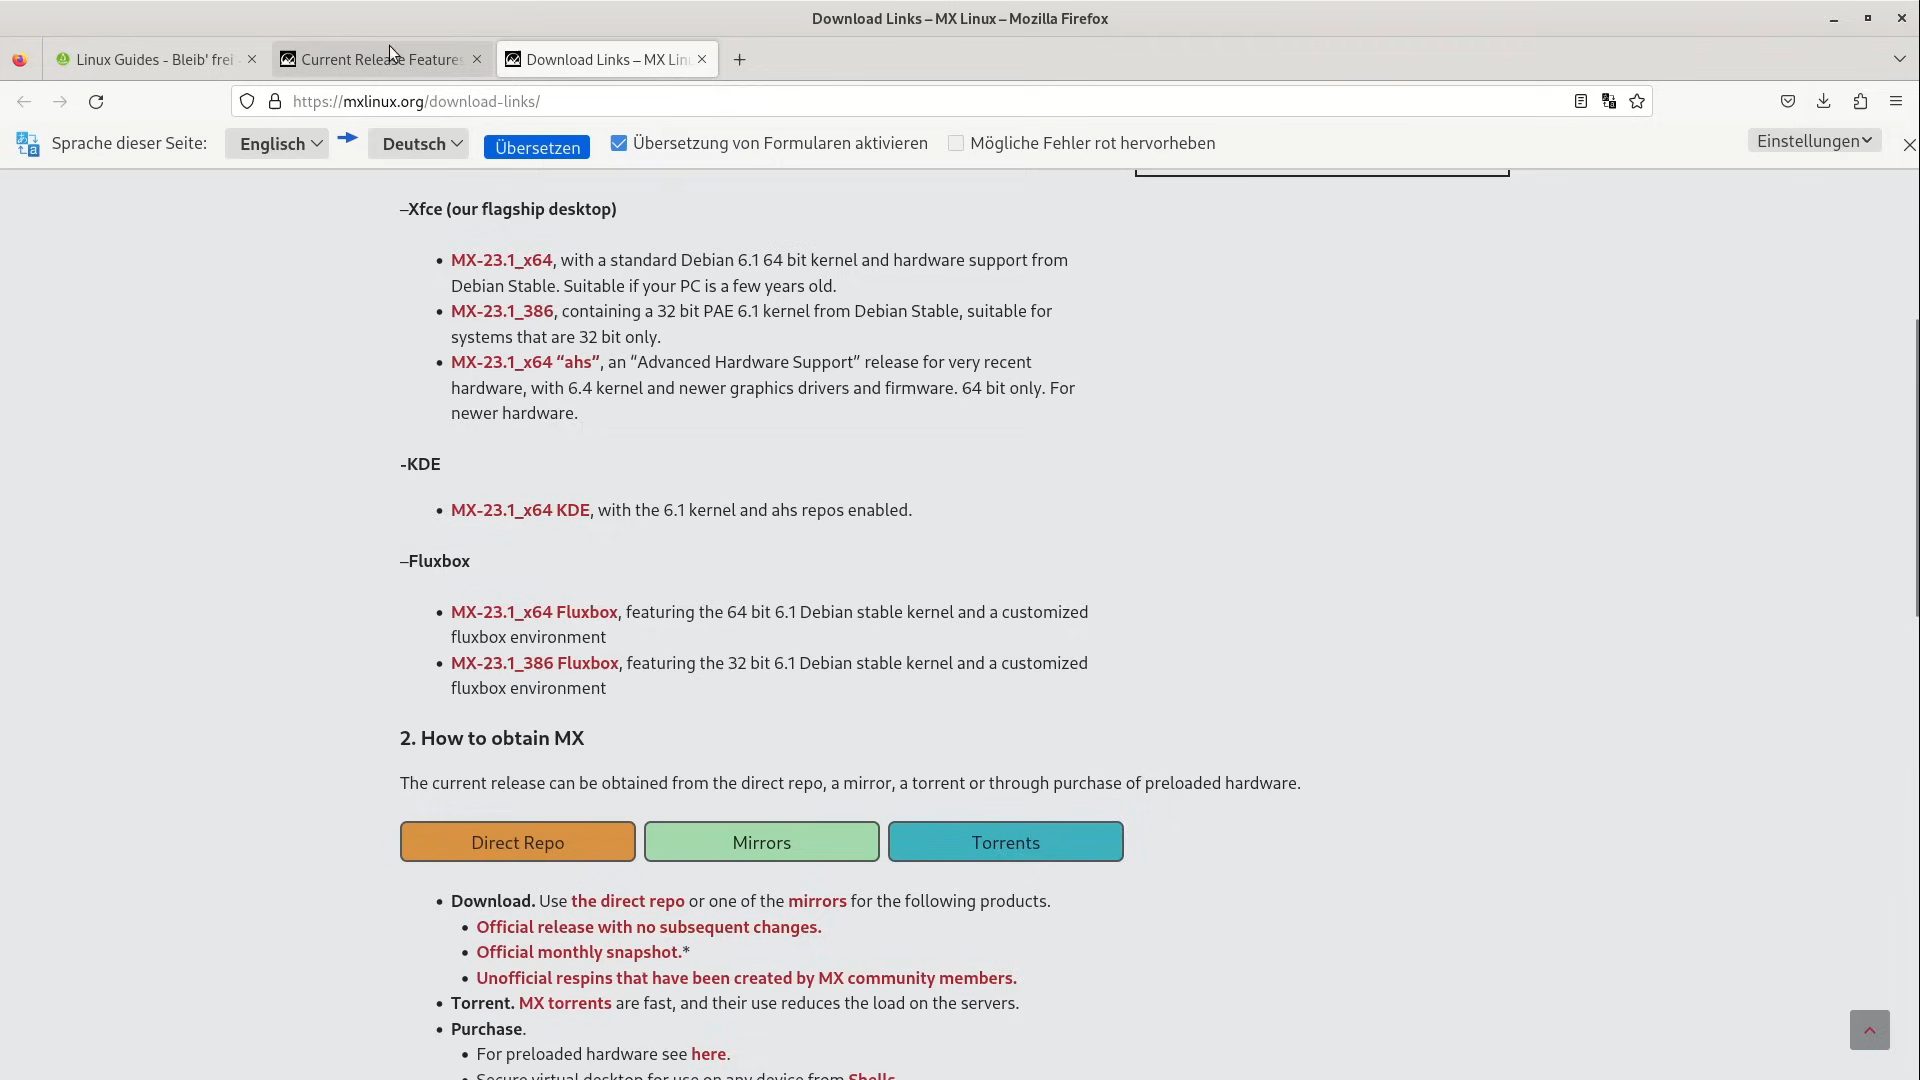 Download Links – MX Linux – Mozilla Firefox
Linux Guides - Bleib' frei
Current Release Features
Download Links – MX Lin
https://mxlinux.org/download-links/
Sprache dieser Seite: Englisch Deutsch Übersetzen Übersetzung von Formularen aktivieren Mögliche Fehler rot hervorheben Einstellungen
–Xfce (our flagship desktop)
• MX-23.1_x64, with a standard Debian 6.1 64 bit kernel and hardware support from
Debian Stable. Suitable if your PC is a few years old.
• MX-23.1_386, containing a 32 bit PAE 6.1 kernel from Debian Stable, suitable for
systems that are 32 bit only.
• MX-23.1_x64 “ahs”, an “Advanced Hardware Support” release for very recent
hardware, with 6.4 kernel and newer graphics drivers and firmware. 64 bit only. For
newer hardware.
-KDE
• MX-23.1_x64 KDE, with the 6.1 kernel and ahs repos enabled.
–Fluxbox
• MX-23.1_x64 Fluxbox, featuring the 64 bit 6.1 Debian stable kernel and a customized
fluxbox environment
• MX-23.1_386 Fluxbox, featuring the 32 bit 6.1 Debian stable kernel and a customized
fluxbox environment
2. How to obtain MX
The current release can be obtained from the direct repo, a mirror, a torrent or through purchase of preloaded hardware.
Direct Repo Mirrors Torrents
• Download. Use the direct repo or one of the mirrors for the following products.
• Official release with no subsequent changes.
• Official monthly snapshot.*
• Unofficial respins that have been created by MX community members.
• Torrent. MX torrents are fast, and their use reduces the load on the servers.
• Purchase.
• For preloaded hardware see here.
• Secure virtual desktop for use on any device from Shells